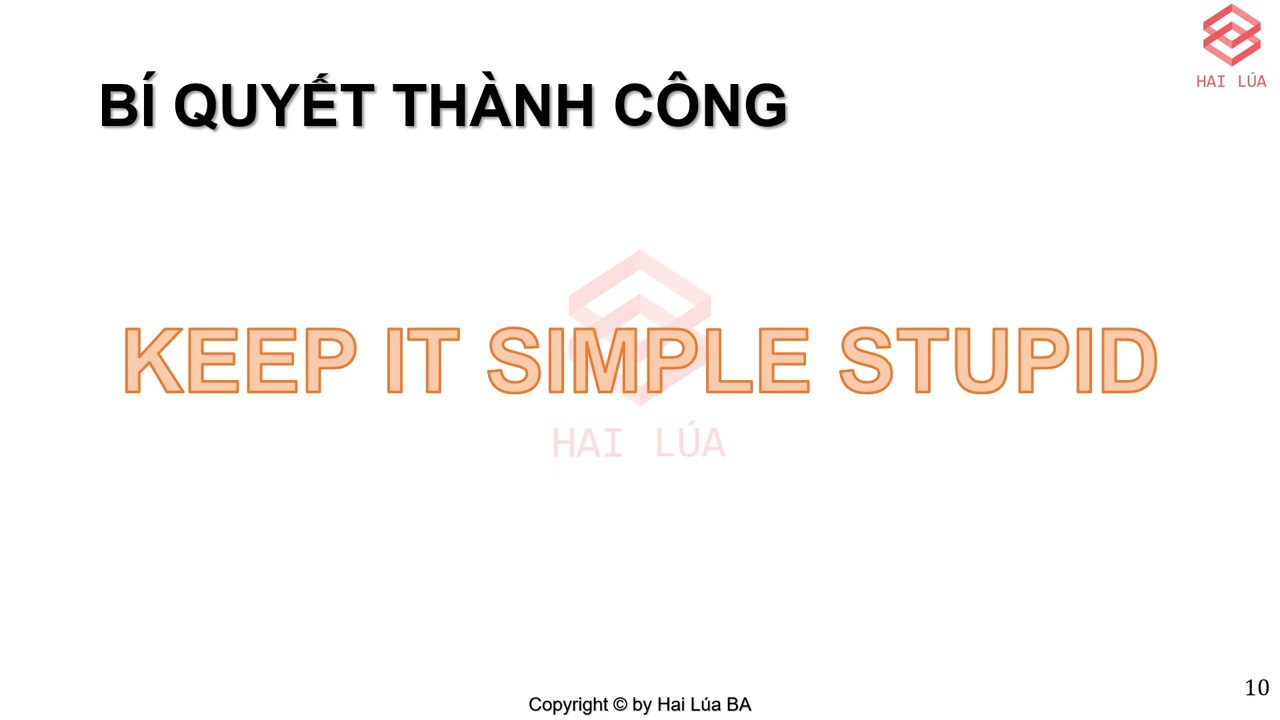 HAI LÚA
BÍ QUYẾT THÀNH CÔNG
KEEP IT SIMPLE STUPID
HAI LÚA
Copyright © by Hai Lúa BA
10